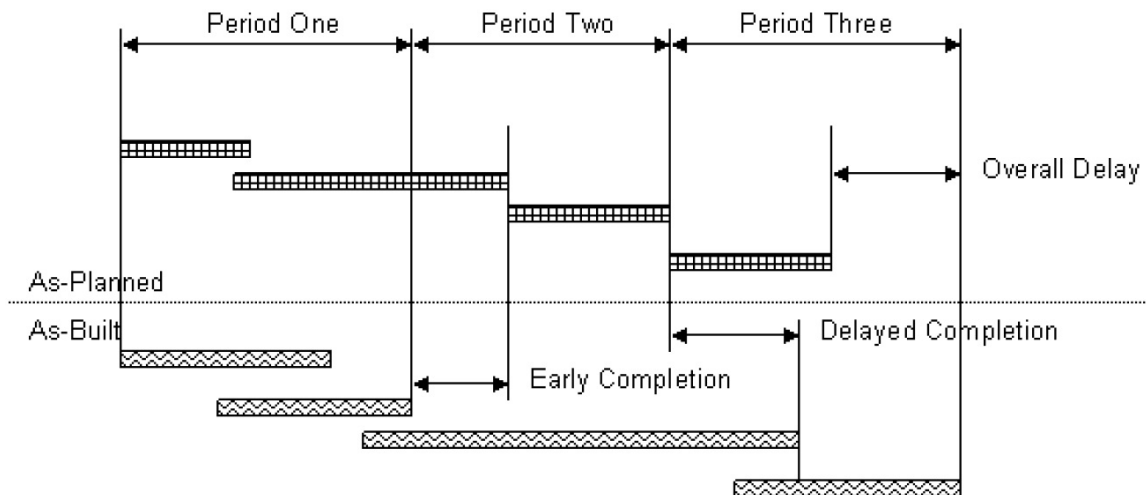 Period One
Period Two
Period Three
Overall Delay
As-Planned
As-Built
Delayed Completion
Early Completion